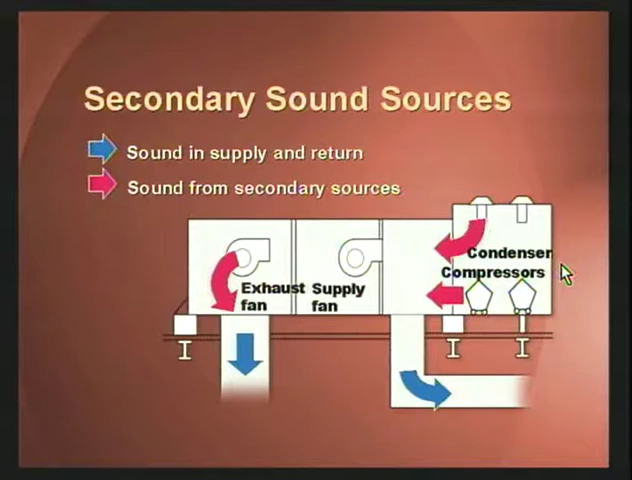 Secondary Sound Sources
Sound in supply and return
Sound from secondary sources
Condenser
Compressors
Exhaust
fan
Supply
fan